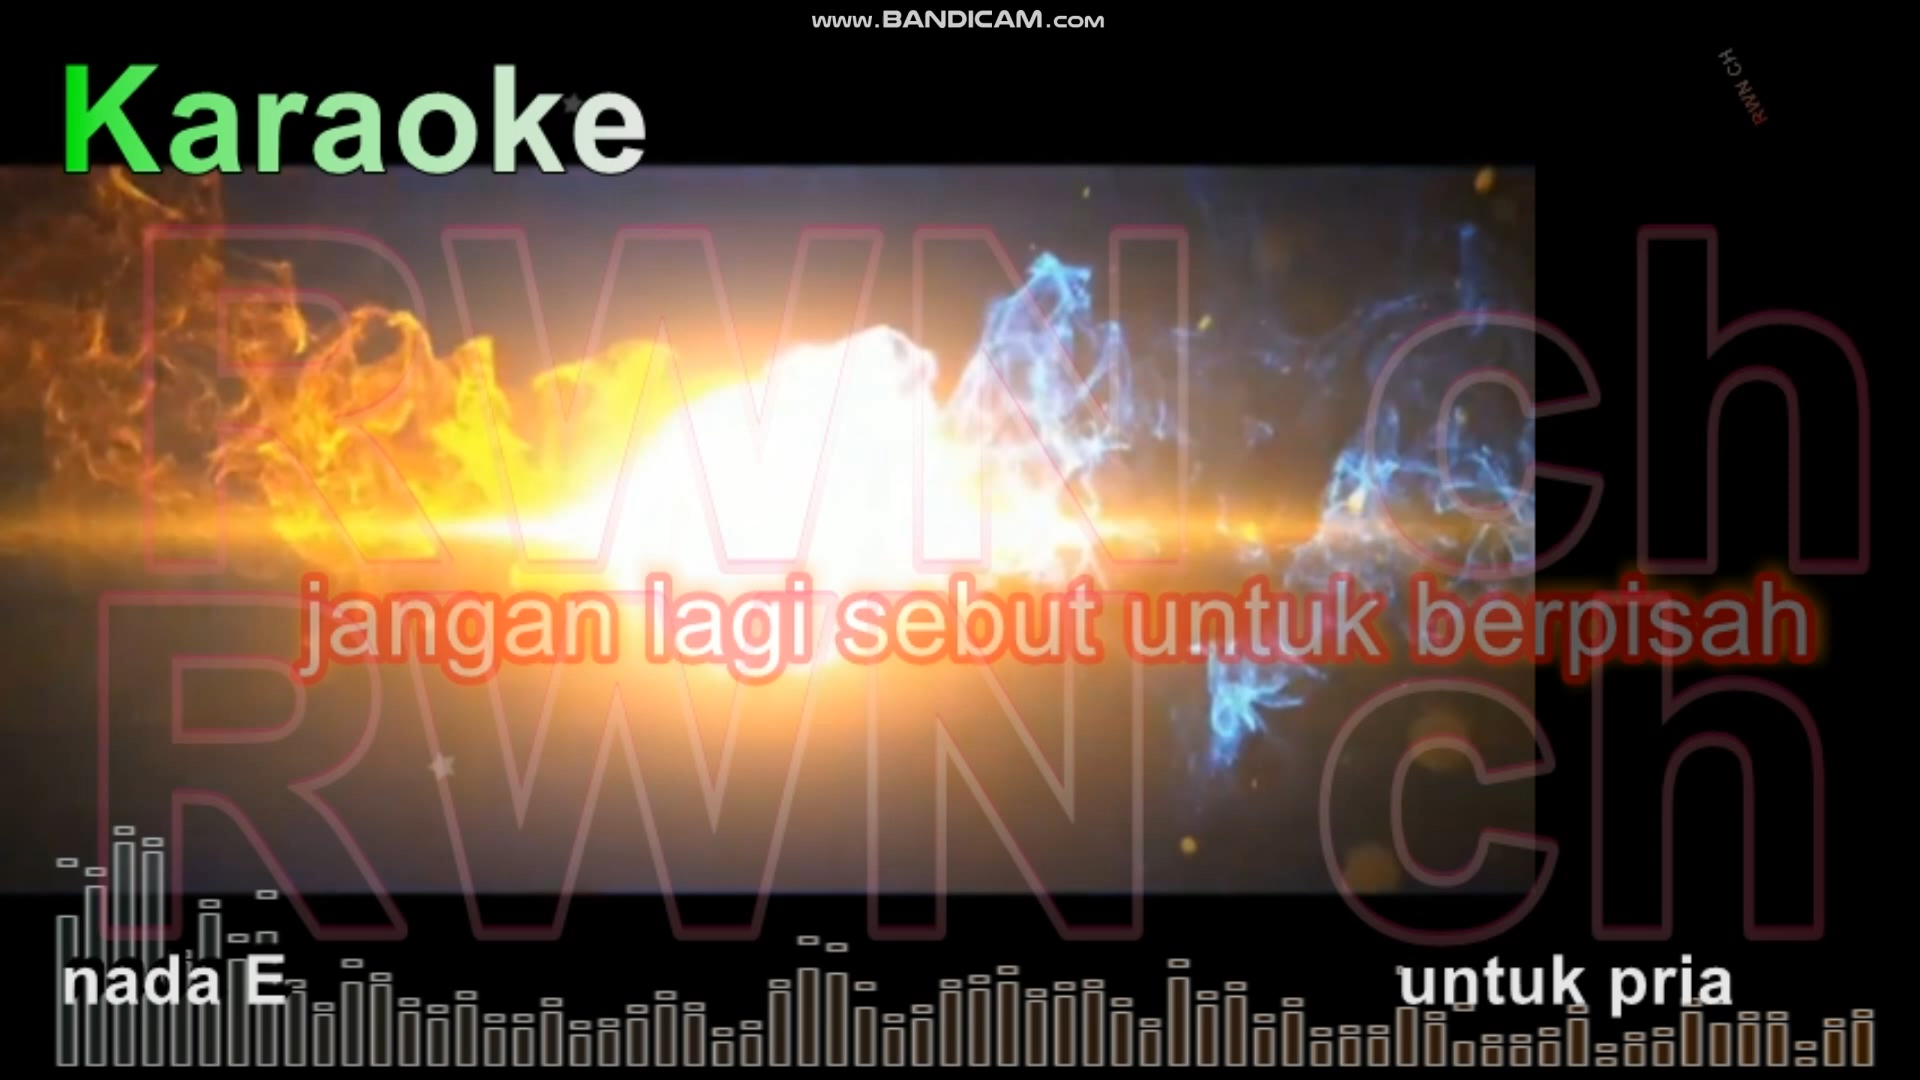 www.BANDICAM.com
RWN CH
Karaoke
RWN ch
jangan lagi sebut untuk berpisah
RWN ch
nada E
untuk pria